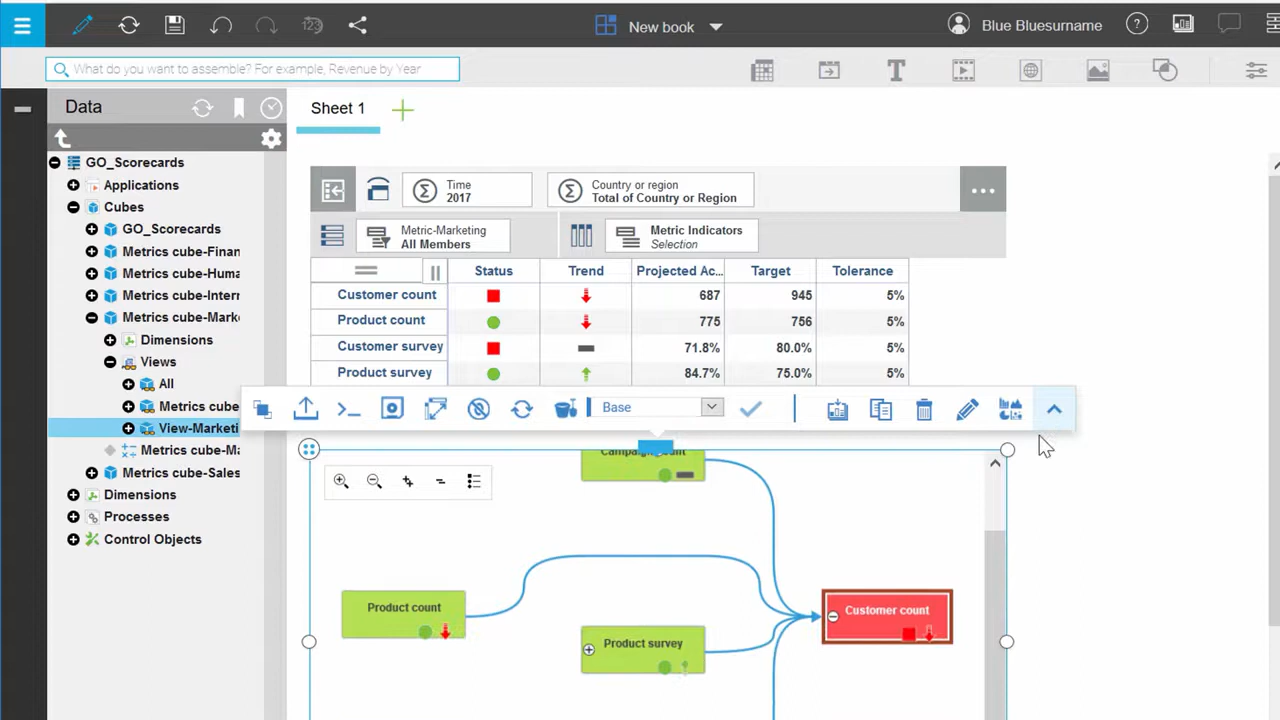 New book
Blue Bluesurname
What do you want to assemble? For example, Revenue by Year
Data
Sheet 1
GO_Scorecards
Applications
Cubes
GO_Scorecards
Metrics cube-Finan
Metrics cube-Huma
Metrics cube-Interr
Metrics cube-Marke
Dimensions
Views
All
Metrics cube
View-Marketi
Metrics cube-Ma
Metrics cube-Sales
Dimensions
Processes
Control Objects
Time
2017
Country or region
Total of Country or Region
Metric-Marketing
All Members
Metric Indicators
Selection
Status Trend Projected Ac... Target Tolerance
Customer count 687 945 5%
Product count 775 756 5%
Customer survey 71.8% 80.0% 5%
Product survey 84.7% 75.0% 5%
Base
Campaign count
Product count
Customer count
Product survey